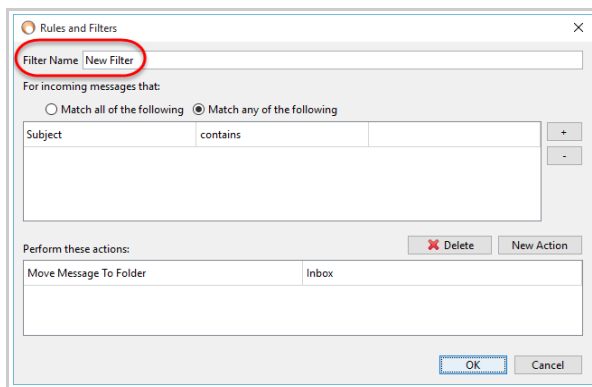 Rules and Filters
Filter Name New Filter
For incoming messages that:
Match all of the following Match any of the following
Subject contains
+
-
Perform these actions: Delete New Action
Move Message To Folder Inbox
OK Cancel